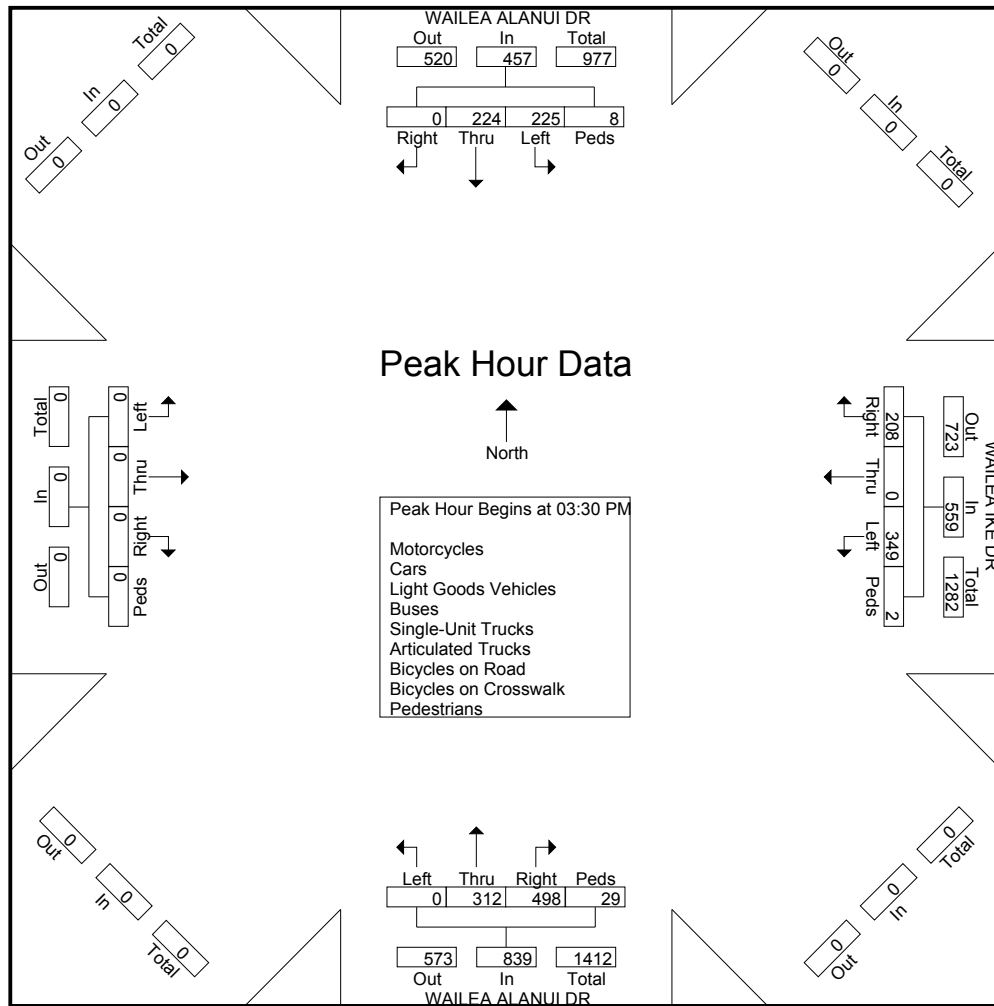 WAILEA ALANUI DR
Out In Total
520 457 977
0 224 225 8
Right Thru Left Peds
Total
0
In
0
Out
0
Out
0
In
0
Total
0
Peak Hour Data
North
Peak Hour Begins at 03:30 PM
Motorcycles
Cars
Light Goods Vehicles
Buses
Single-Unit Trucks
Articulated Trucks
Bicycles on Road
Bicycles on Crosswalk
Pedestrians
Total In Out
0 0 0
0 0 0 0
Left Thru Right Peds
WAILEA IKE DR
Out In Total
723 559 1282
208 0 349 2
Right Thru Left Peds
0
Out
0
In
0
Total
0
Total
0
In
0
Out
Left Thru Right Peds
0 312 498 29
573 839 1412
Out In Total
WAILEA ALANUI DR